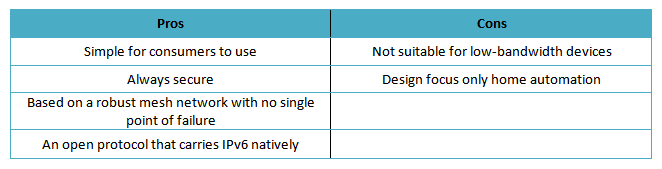 Pros
Cons
Simple for consumers to use
Not suitable for low-bandwidth devices
Always secure
Design focus only home automation
Based on a robust mesh network with no single
point of failure
An open protocol that carries IPv6 natively